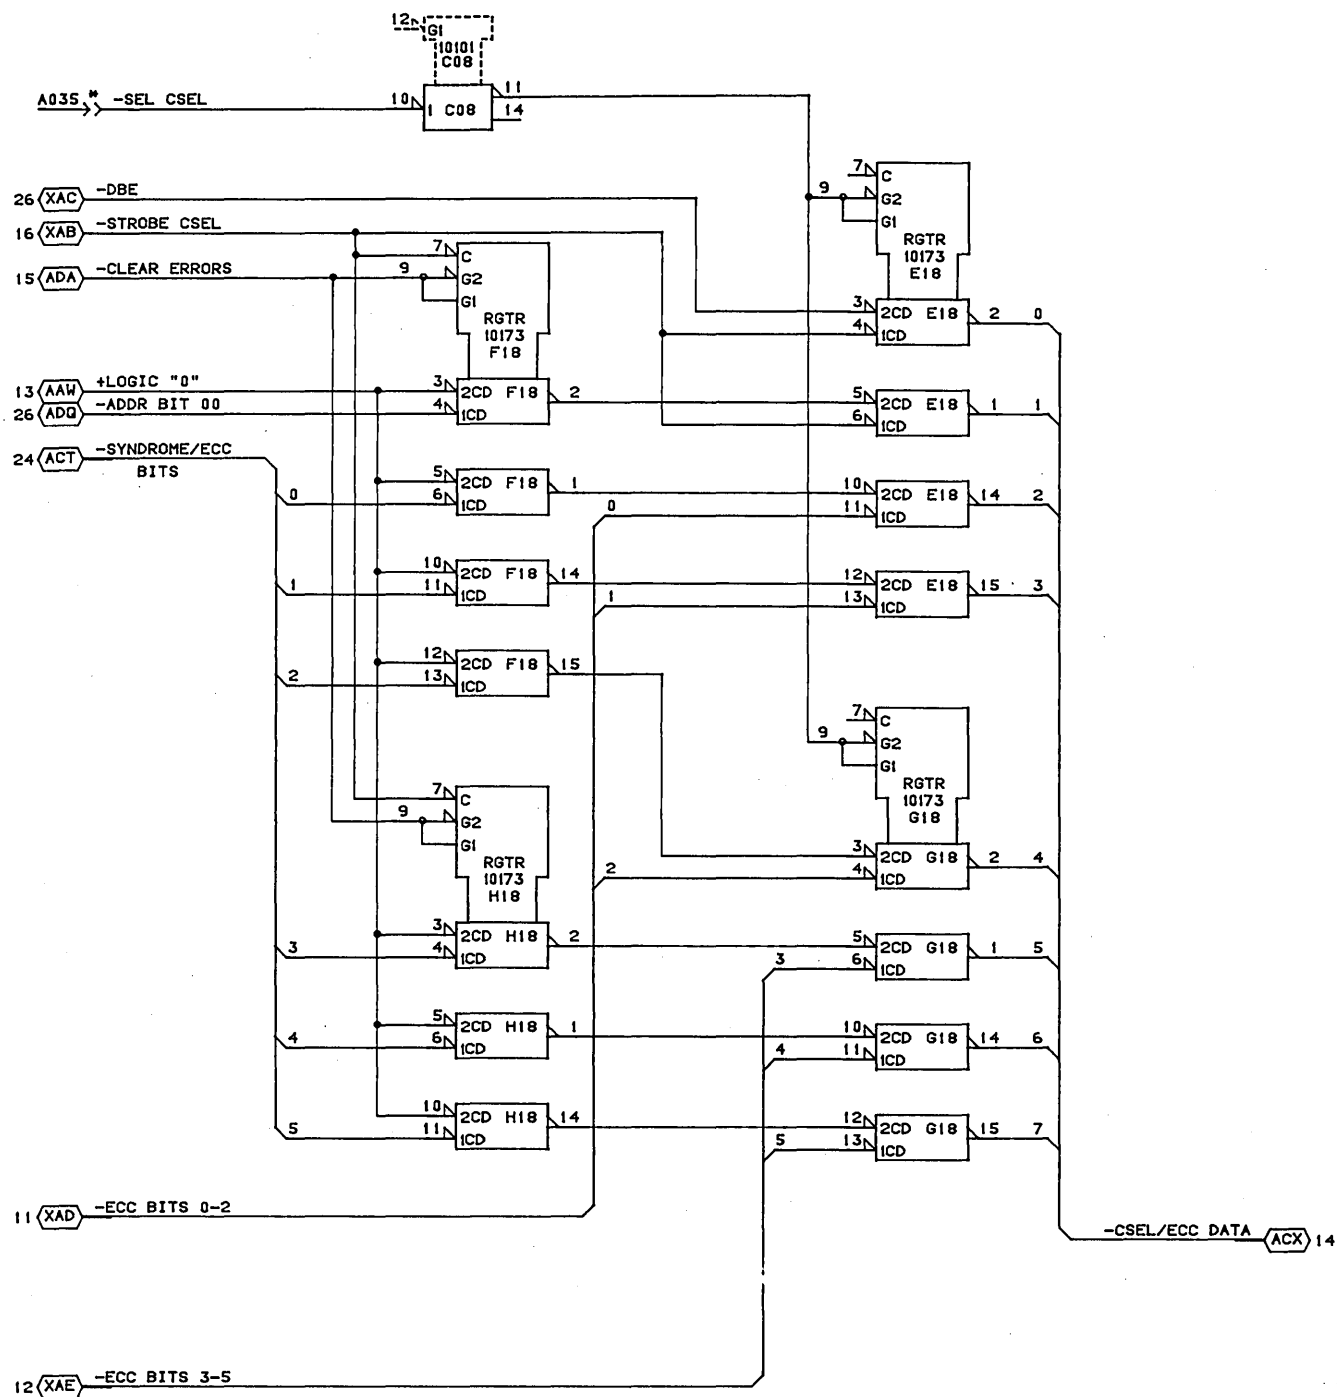 12
G1
10101
C08
A035 * -SEL CSEL
10
1 C08
11
14
26 XAC -DBE
16 XAB -STROBE CSEL
15 ADA -CLEAR ERRORS
7
C
9
G2
G1
RGTR
10173
F18
7
C
9
G2
G1
RGTR
10173
E18
3 2CD E18 2 0
4 1CD
13 AAW +LOGIC "0"
26 ADQ -ADDR BIT 00
3 2CD F18 2
4 1CD
5 2CD E18 1 1
6 1CD
24 ACT -SYNDROME/ECC
BITS
0
5 2CD F18 1
6 1CD
0
10 2CD E18 14 2
11 1CD
1
10 2CD F18 14
11 1CD
1
12 2CD E18 15 3
13 1CD
2
12 2CD F18 15
13 1CD
7
C
9
G2
G1
RGTR
10173
G18
7
C
9
G2
G1
RGTR
10173
H18
2
3 2CD G18 2 4
4 1CD
3
3 2CD H18 2
4 1CD
3
5 2CD G18 1 5
6 1CD
4
5 2CD H18 1
6 1CD
4
10 2CD G18 14 6
11 1CD
5
10 2CD H18 14
11 1CD
5
12 2CD G18 15 7
13 1CD
11 XAD -ECC BITS 0-2
-CSEL/ECC DATA ACX 14
12 XAE -ECC BITS 3-5